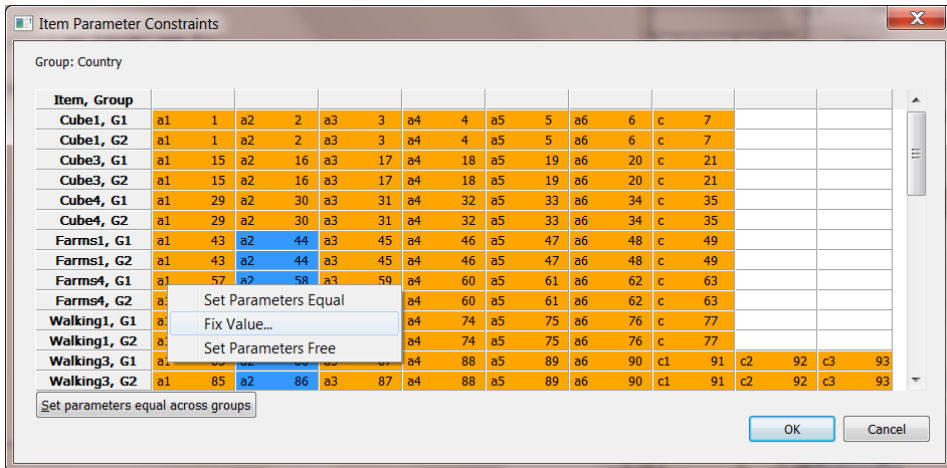 Item Parameter Constraints
Group: Country
Item, Group
Cube1, G1 a1 1 a2 2 a3 3 a4 4 a5 5 a6 6 c 7
Cube1, G2 a1 1 a2 2 a3 3 a4 4 a5 5 a6 6 c 7
Cube3, G1 a1 15 a2 16 a3 17 a4 18 a5 19 a6 20 c 21
Cube3, G2 a1 15 a2 16 a3 17 a4 18 a5 19 a6 20 c 21
Cube4, G1 a1 29 a2 30 a3 31 a4 32 a5 33 a6 34 c 35
Cube4, G2 a1 29 a2 30 a3 31 a4 32 a5 33 a6 34 c 35
Farms1, G1 a1 43 a2 44 a3 45 a4 46 a5 47 a6 48 c 49
Farms1, G2 a1 43 a2 44 a3 45 a4 46 a5 47 a6 48 c 49
Farms4, G1 a1 57 a2 58 a3 59 a4 60 a5 61 a6 62 c 63
Farms4, G2 Set Parameters Equal a4 60 a5 61 a6 62 c 63
Walking1, G1 Fix Value... a4 74 a5 75 a6 76 c 77
Walking1, G2 Set Parameters Free a4 74 a5 75 a6 76 c 77
Walking3, G1 a4 88 a5 89 a6 90 c1 91 c2 92 c3 93
Walking3, G2 a1 85 a2 86 a3 87 a4 88 a5 89 a6 90 c1 91 c2 92 c3 93
Set parameters equal across groups
OK Cancel